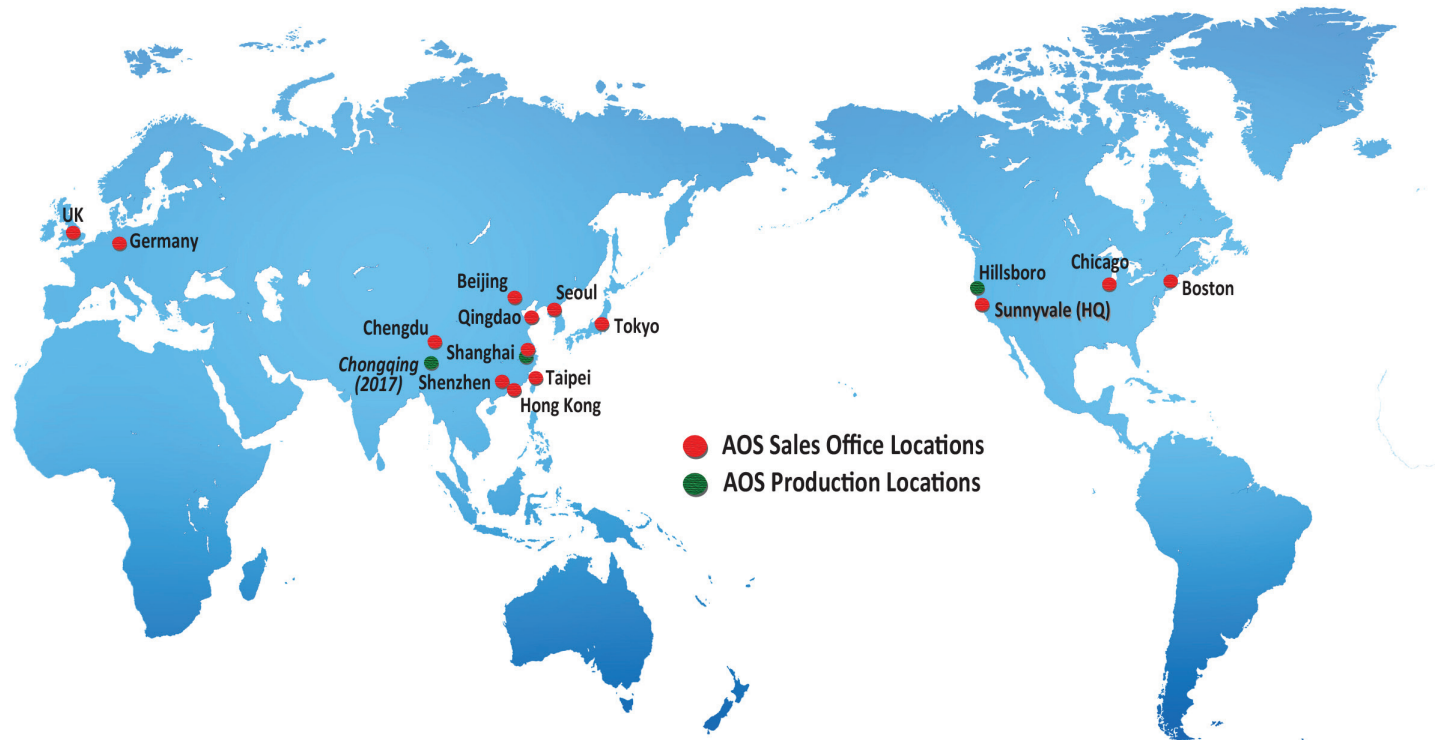 UK
Germany
Beijing
Seoul
Qingdao
Tokyo
Chengdu
Shanghai
Chongqing
(2017)
Shenzhen
Taipei
Hong Kong
Hillsboro
Chicago
Sunnyvale (HQ)
Boston
AOS Sales Office Locations
AOS Production Locations